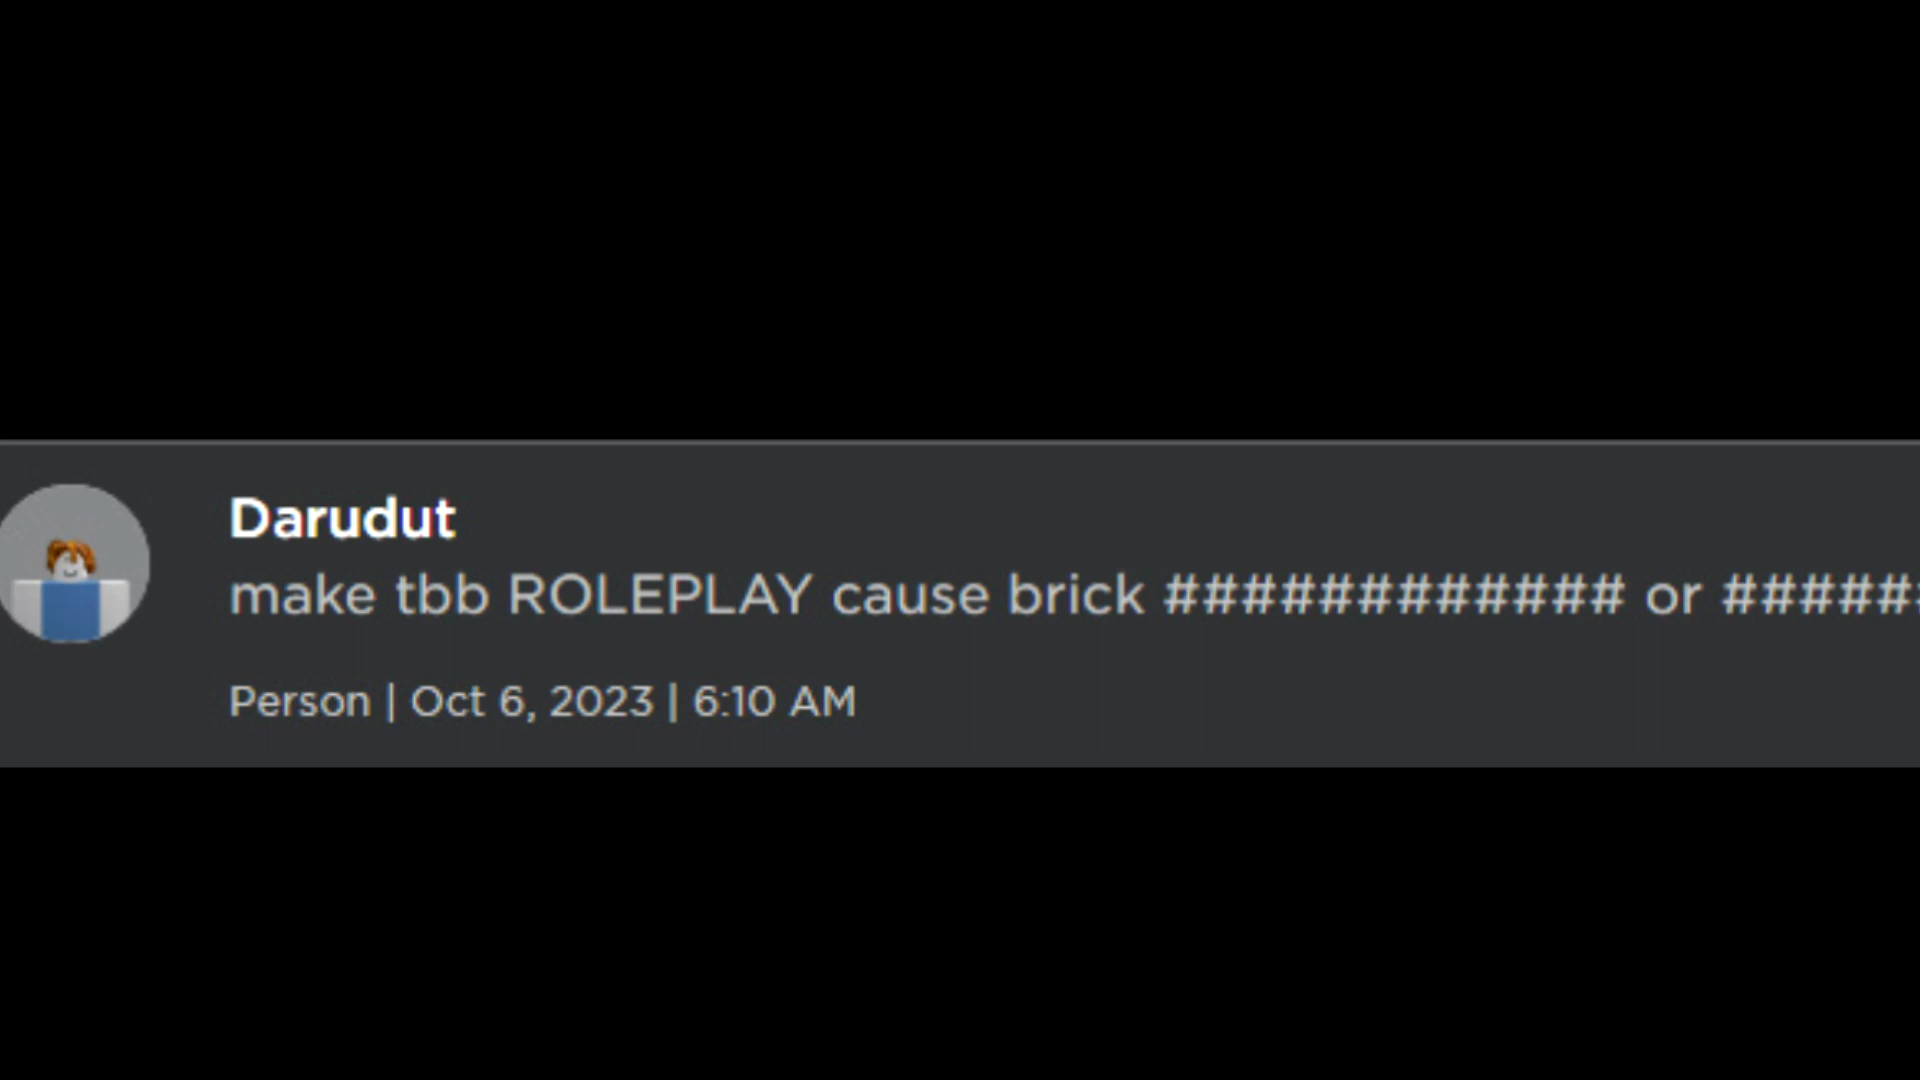 Darudut
make tbb ROLEPLAY cause brick ############ or #####
Person | Oct 6, 2023 | 6:10 AM